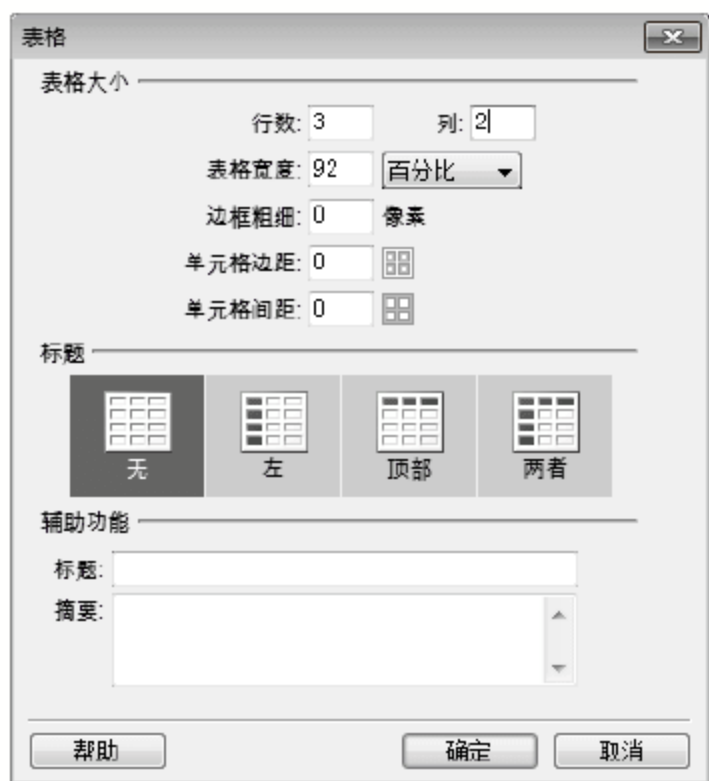 表格
表格大小
行数: 3 列: 2
表格宽度: 92 百分比
边框粗细: 0 像素
单元格边距: 0
单元格间距: 0
标题
无 左 顶部 两者
辅助功能
标题:
摘要:
帮助 确定 取消